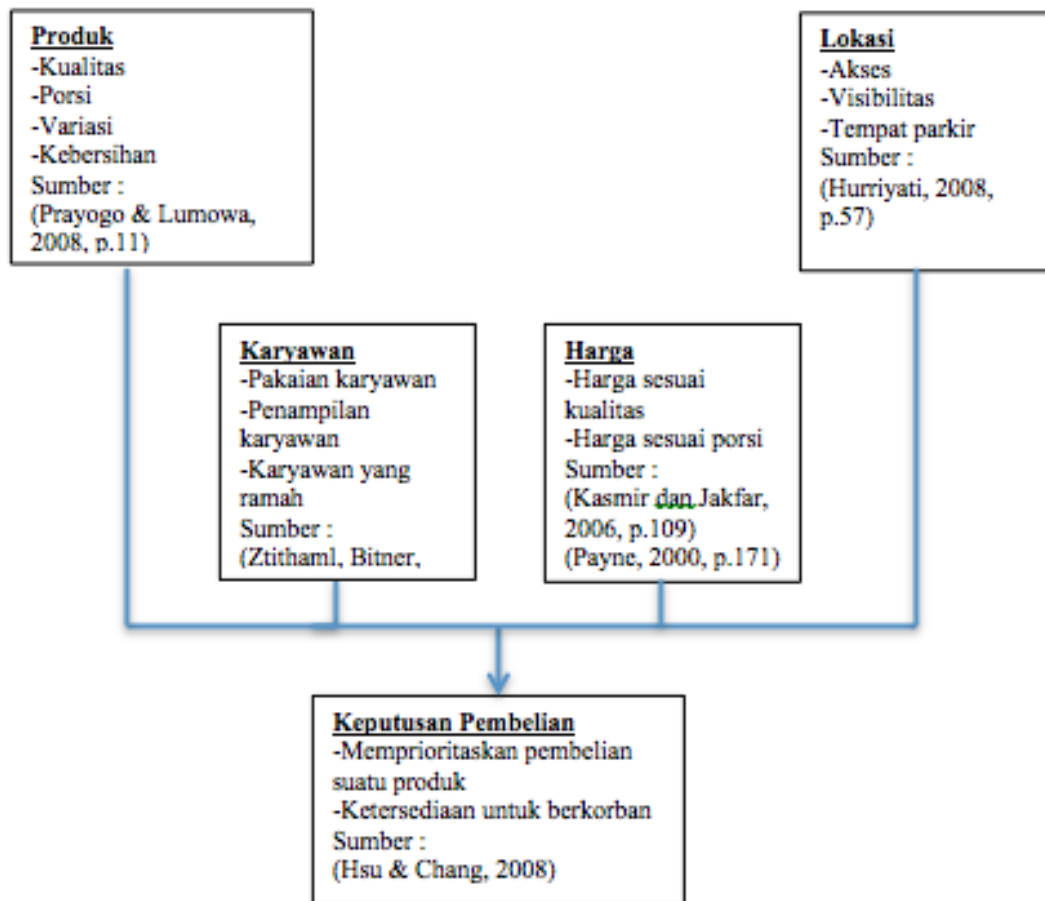 Produk
-Kualitas
-Porsi
-Variasi
-Kebersihan
Sumber :
(Prayogo & Lumowa,
2008, p.11)
Lokasi
-Akses
-Visibilitas
-Tempat parkir
Sumber :
(Hurriyati, 2008,
p.57)
Karyawan
-Pakaian karyawan
-Penampilan
karyawan
-Karyawan yang
ramah
Sumber :
(Ztithaml, Bitner,
Harga
-Harga sesuai
kualitas
-Harga sesuai porsi
Sumber :
(Kasmir dan Jakfar,
2006, p.109)
(Payne, 2000, p.171)
Keputusan Pembelian
-Memprioritaskan pembelian
suatu produk
-Ketersediaan untuk berkorban
Sumber :
(Hsu & Chang, 2008)